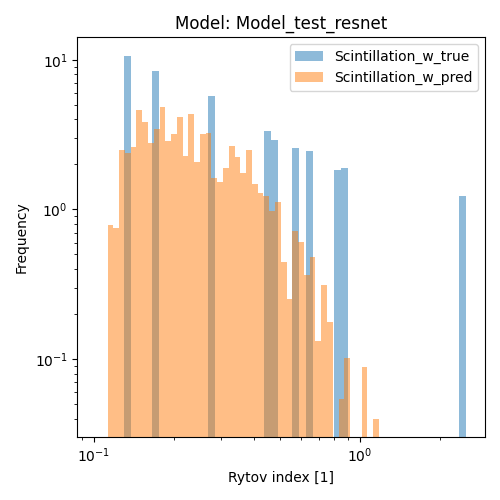 Model: Model_test_resnet
Scintillation_w_true
Scintillation_w_pred
Frequency
10¹
10⁰
10⁻¹
10⁻¹ 10⁰
Rytov index [1]